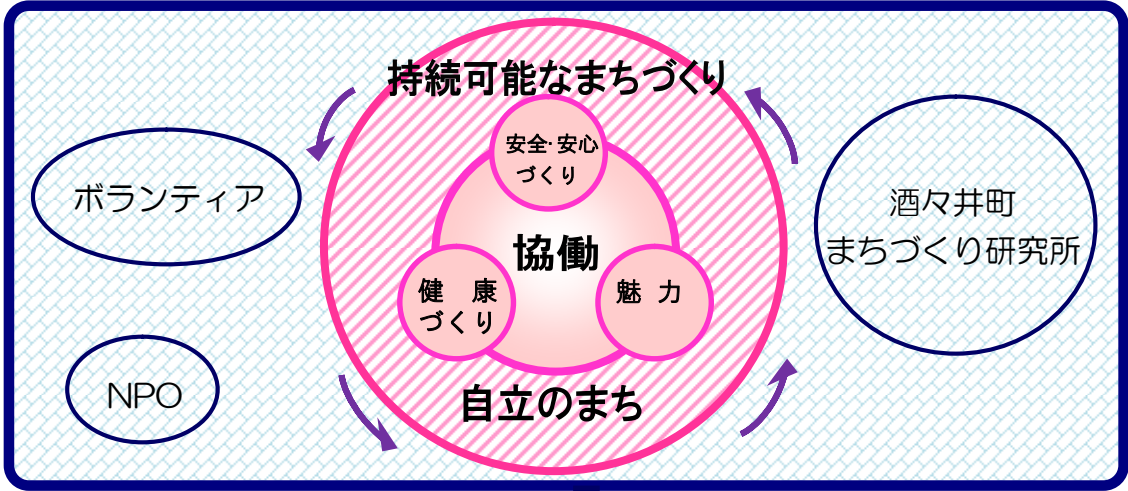 持続可能なまちづくり
安全・安心
づくり
ボランティア
酒々井町
まちづくり研究所
協働
健 康
づくり
魅 力
NPO
自立のまち